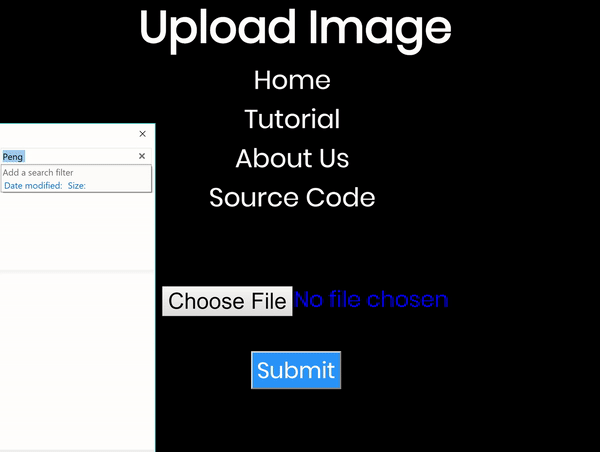 Upload Image
Home
Tutorial
About Us
Source Code
Peng
Add a search filter
Date modified: Size:
Choose File No file chosen
Submit